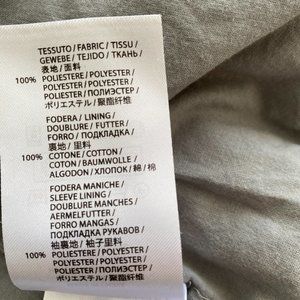 TESSUTO / FABRIC / TISSU /
GEWEBE / TEJIDO / ТКАНЬ /
表地 / 面料
100% POLIESTERE / POLYESTER /
POLYESTER / POLYESTER /
POLIESTER / ПОЛИЭСТЕР /
ポリエステル / 聚酯纤维
FODERA / LINING /
DOUBLURE / FUTTER /
FORRO / ПОДКЛАДКА /
裏地 / 里料
100% COTONE / COTTON /
COTON / BAUMWOLLE /
ALGODON / ХЛОПОК / 綿 / 棉
FODERA MANICHE /
SLEEVE LINING /
DOUBLURE MANCHES /
AERMELFUTTER /
FORRO MANGAS /
ПОДКЛАДКА РУКАВОВ /
袖裏地 / 袖子里料
100% POLIESTERE / POLYESTER /
POLYESTER / POLYESTER /
POLIESTER / ПОЛИЭСТЕР /
ポリエステル / 聚酯纤维